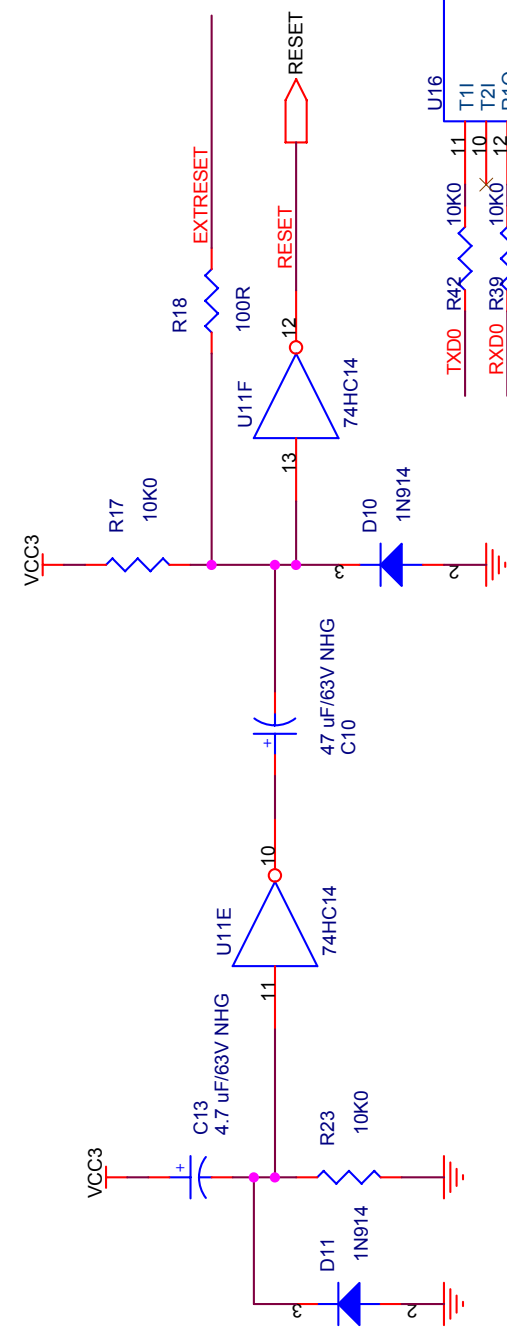 RESET
EXTRESET
RESET
R18
100R
12
U11F
74HC14
13
R17
10K0
VCC3
D10
1N914
3
2
+
47 uF/63V NHG
C10
10
U11E
74HC14
11
C13
4.7 uF/63V NHG
+
VCC3
R23
10K0
D11
1N914
3
2
U16
T1I
T2I
11
10
12
10K0
R42
TXD0
10K0
R39
RXD0